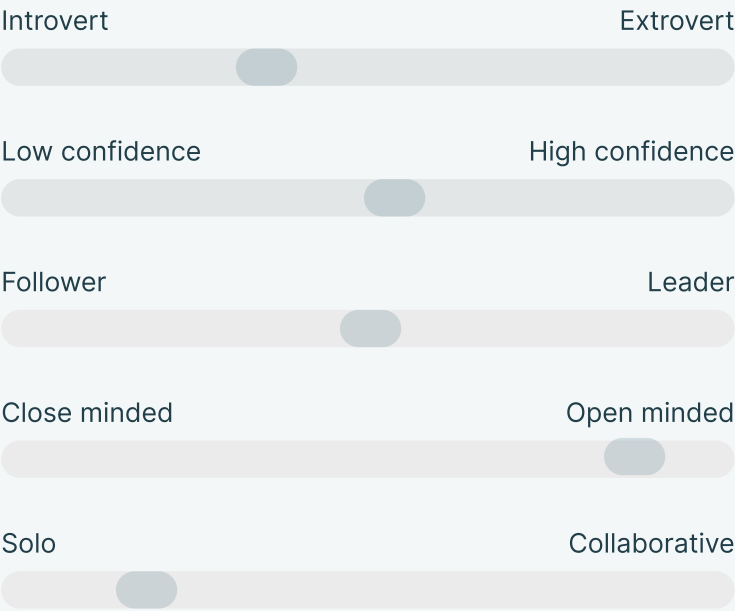 Introvert Extrovert
Low confidence High confidence
Follower Leader
Close minded Open minded
Solo Collaborative